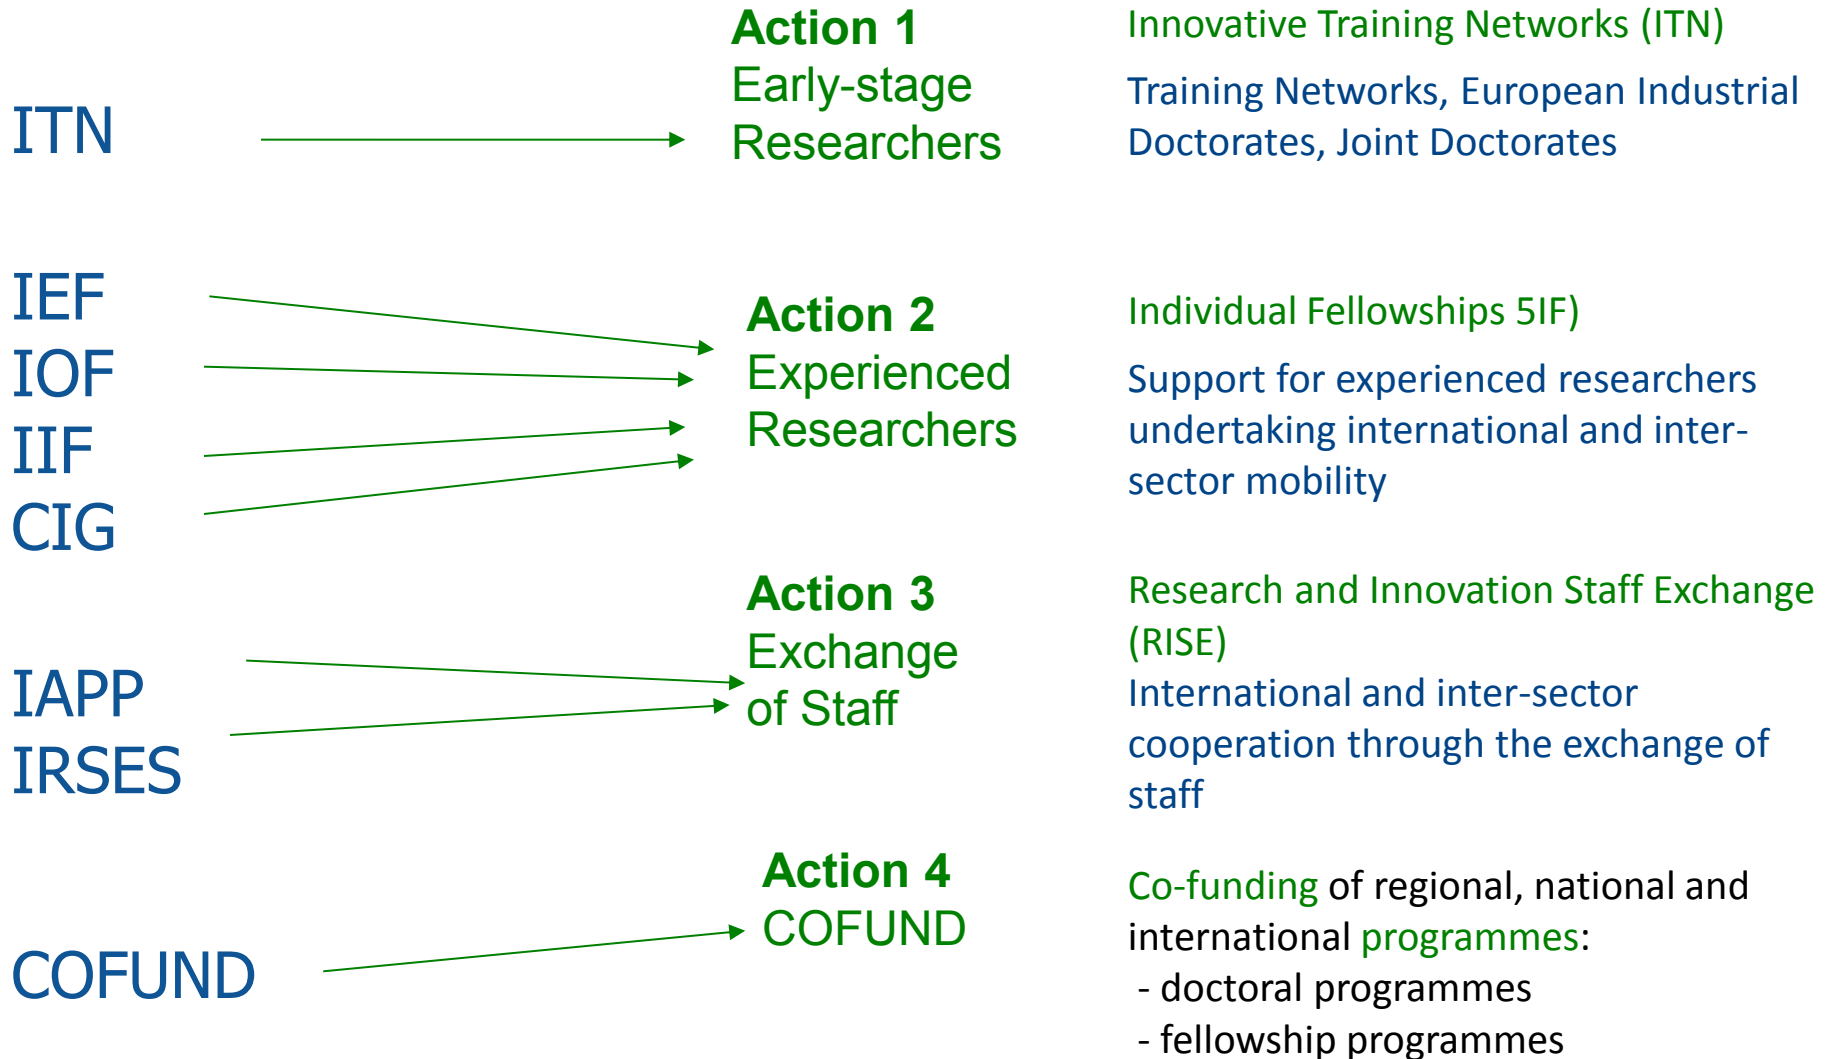 ITN
Action 1
Early-stage
Researchers
Innovative Training Networks (ITN)
Training Networks, European Industrial
Doctorates, Joint Doctorates
IEF
IOF
IIF
CIG
Action 2
Experienced
Researchers
Individual Fellowships 5IF)
Support for experienced researchers
undertaking international and inter-
sector mobility
IAPP
IRSES
Action 3
Exchange
of Staff
Research and Innovation Staff Exchange
(RISE)
International and inter-sector
cooperation through the exchange of
staff
COFUND
Action 4
COFUND
Co-funding of regional, national and
international programmes:
- doctoral programmes
- fellowship programmes